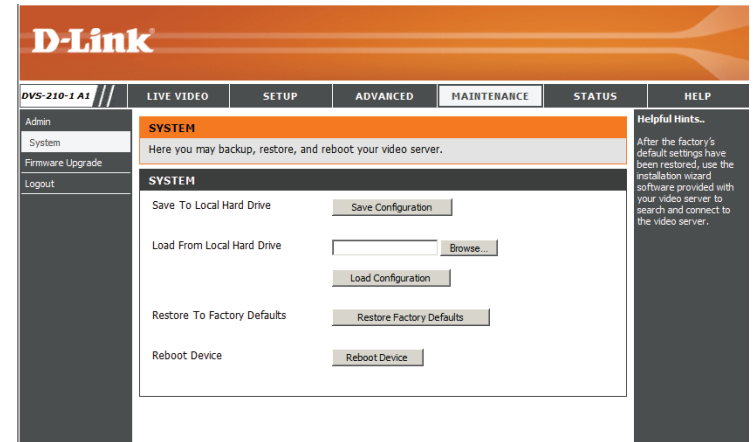 D-Link
DVS-210-1 A1 // LIVE VIDEO SETUP ADVANCED MAINTENANCE STATUS HELP
Admin
System
Firmware Upgrade
Logout
SYSTEM
Here you may backup, restore, and reboot your video server.
SYSTEM
Save To Local Hard Drive Save Configuration
Load From Local Hard Drive Browse...
Load Configuration
Restore To Factory Defaults Restore Factory Defaults
Reboot Device Reboot Device
Helpful Hints..
After the factory's
default settings have
been restored, use the
installation wizard
software provided with
your video server to
search and connect to
the video server.